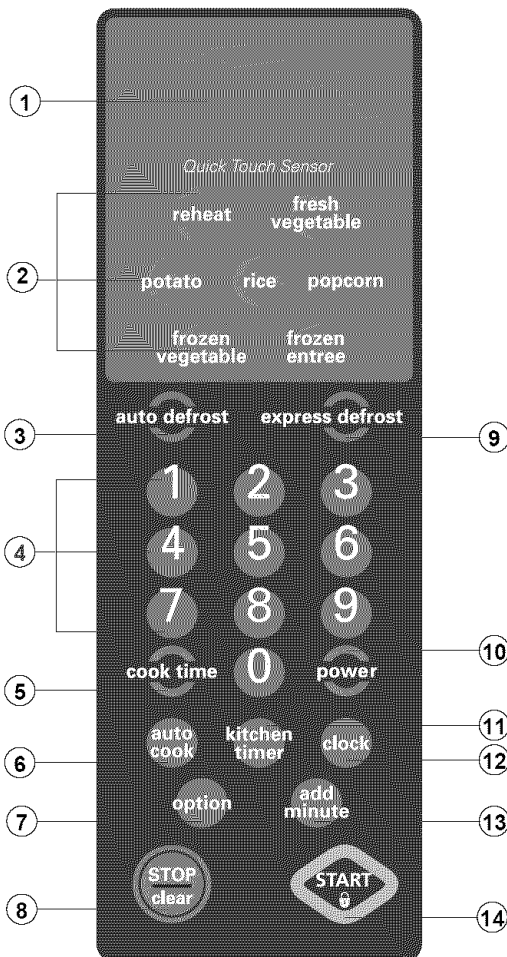 1
Quick Touch Sensor
reheat
fresh
vegetable
2
potato rice popcorn
frozen
vegetable
frozen
entree
auto defrost express defrost
3
9
1 2 3
4
4 5 6
7 8 9
10
cook time 0 power
5
11
auto
cook
kitchen
timer
clock
6
12
option
add
minute
7
13
STOP
clear
START
8
14